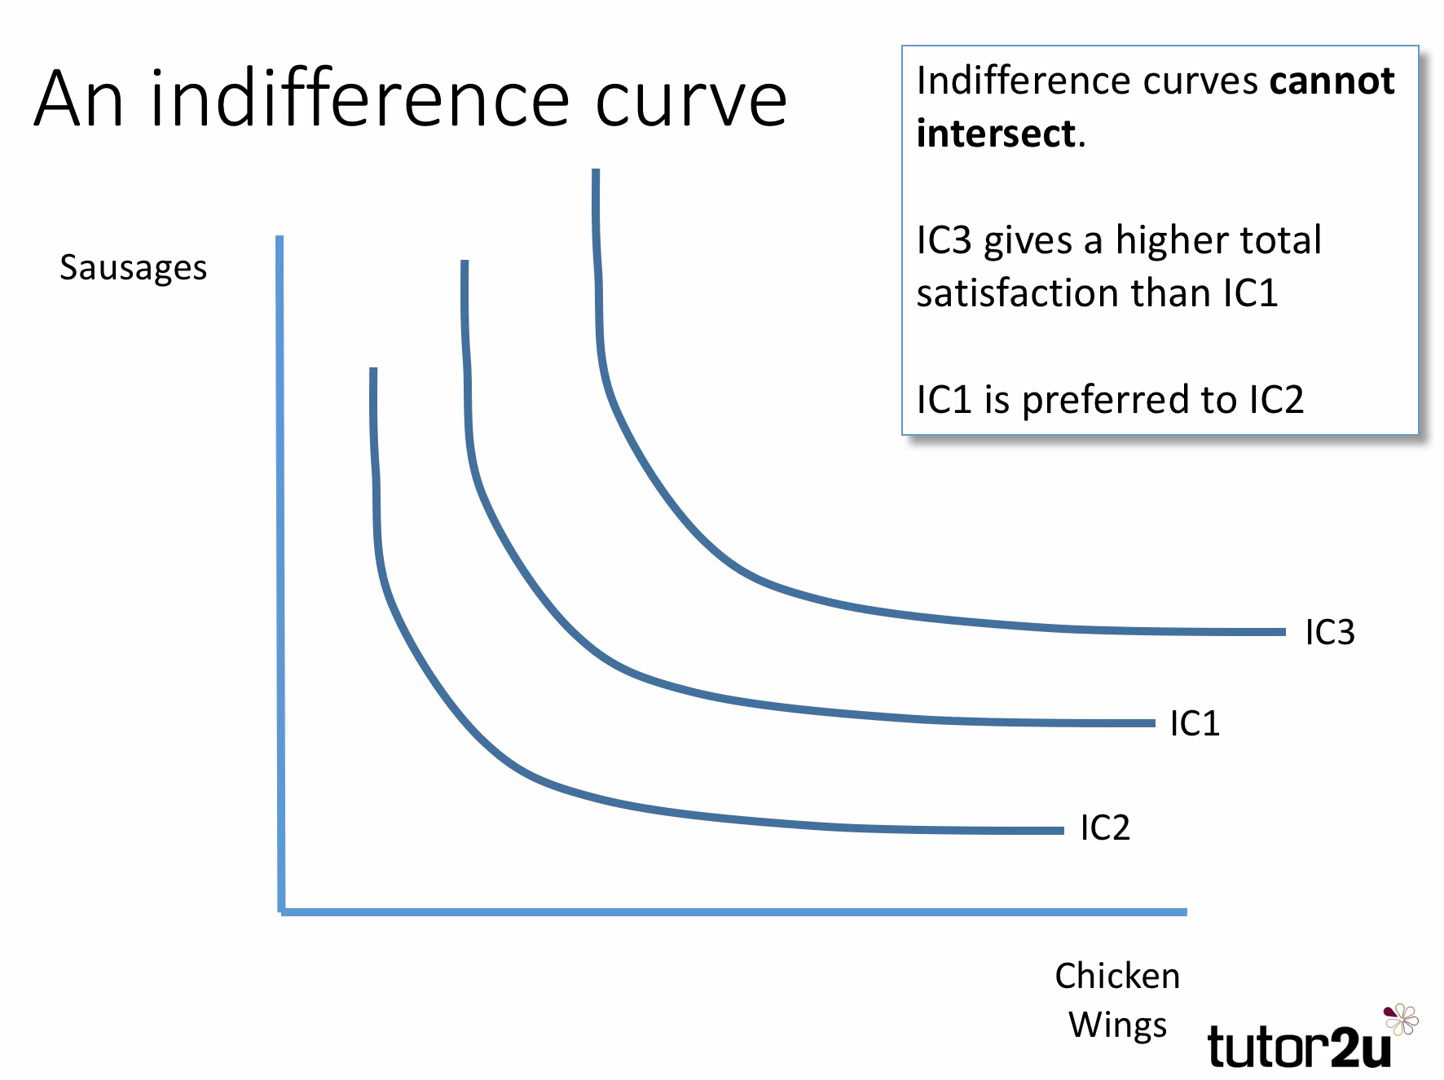 An indifference curve
Indifference curves cannot
intersect.
IC3 gives a higher total
satisfaction than IC1
IC1 is preferred to IC2
Sausages
IC3
IC1
IC2
Chicken
Wings
tutor2u